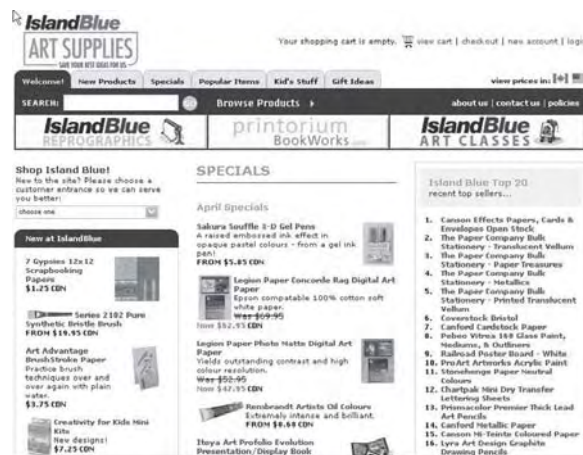 IslandBlue
ART SUPPLIES
SAVE YOUR BEST IDEAS FOR US
Your shopping cart is empty. view cart | checkout | new account | logi
Welcome! New Products Specials Popular Items Kid's Stuff Gift Ideas view prices in:
SEARCH: GO Browse Products about us | contact us | policies
IslandBlue
REPROGRAPHICS
printorium
BookWorks
IslandBlue
ART CLASSES
Shop Island Blue!
New to the site? Please choose a
customer entrance so we can serve
you better:
choose one
New at IslandBlue
7 Gypsies 12x12
Scrapbooking
Papers
$1.25 CDN
Series 2102 Pure
Synthetic Bristle Brush
FROM $19.95 CDN
Art Advantage
BrushStroke Paper
Practice brush
techniques over and
over again with plain
water.
$3.75 CDN
Creativity for Kids Mini
Kits
New designs!
$7.25 CDN
SPECIALS
April Specials
Sakura Souffle 3-D Gel Pens
A raised embossed ink effect in
opaque pastel colours - from a gel ink
pen!
FROM $5.85 CDN
Legion Paper Concorde Rag Digital Art
Paper
Epson compatible 100% cotton soft
white paper.
Was $69.95
Now $62.95 CDN
Legion Paper Photo Matte Digital Art
Paper
Yields outstanding contrast and high
colour resolution.
Was $52.95
Now $47.95 CDN
Rembrandt Artists Oil Colours
Extremely intense and brilliant.
FROM $8.68 CDN
Itoya Art Profolio Evolution
Presentation/Display Book
Island Blue Top 20
recent top sellers...
1. Canson Effects Papers, Cards &
Envelopes Open Stock
2. The Paper Company Bulk
Stationery - Translucent Vellum
3. The Paper Company Bulk
Stationery - Paper Treasures
4. The Paper Company Bulk
Stationery - Metallics
5. The Paper Company Bulk
Stationery - Printed Translucent
Vellum
6. Coverstock Bristol
7. Canford Cardstock Paper
8. Pebeo Vitrea 160 Glass Paint,
Mediums, & Outliners
9. Railroad Poster Board - White
10. ProArt Artworks Acrylic Paint
11. Stonehenge Paper Neutral
Colours
12. Chartpak Mini Dry Transfer
Lettering Sheets
13. Prismacolor Premier Thick Lead
Art Pencils
14. Canford Metallic Paper
15. Canson Mi-Teinte Coloured Paper
16. Lyra Art Design Graphite
Drawing Pencils